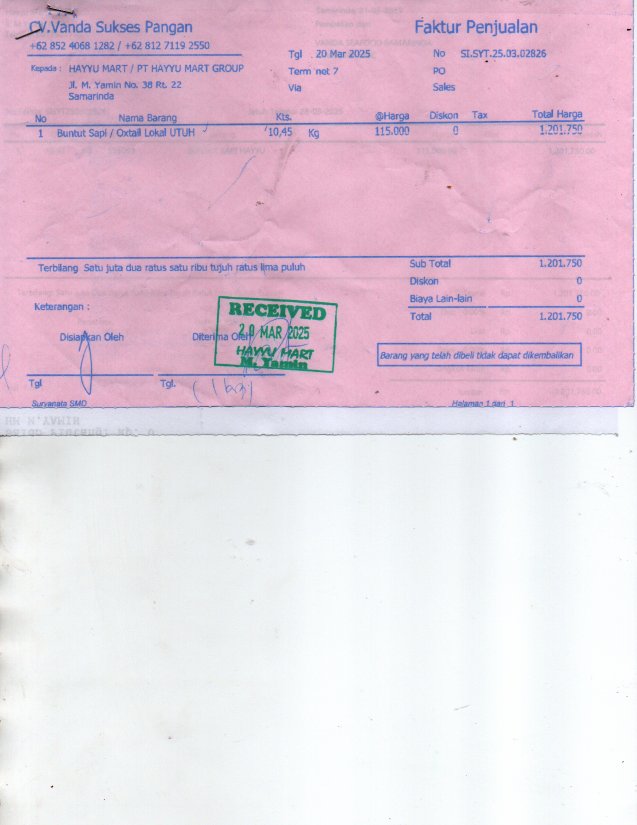 CV.Vanda Sukses Pangan
Faktur Penjualan
+62 852 4068 1282 / +62 812 7119 2550
Tgl . 20 Mar 2025
No SI.SYT.25.03.02826
Kepada : HAYYU MART / PT HAYYU MART GROUP
Term net 7
PO
Jl. M. Yamin No. 38 Rt. 22
Via
Sales
Samarinda
No Nama Barang Kts. @Harga Diskon Tax Total Harga
1 Buntut Sapi / Oxtail Lokal UTUH 10,45 Kg 115.000 0 1.201.750
Terbilang Satu juta dua ratus satu ribu tujuh ratus lima puluh
Sub Total 1.201.750
Diskon 0
Keterangan :
Biaya Lain-lain 0
Total 1.201.750
Disiapkan Oleh
Diterima Oleh
RECEIVED
20 MAR 2025
HAYYU MART
M. Yamin
Barang yang telah dibeli tidak dapat dikembalikan
Tgl
Tgl.
Suryanata SMD
Halaman 1 dari 1